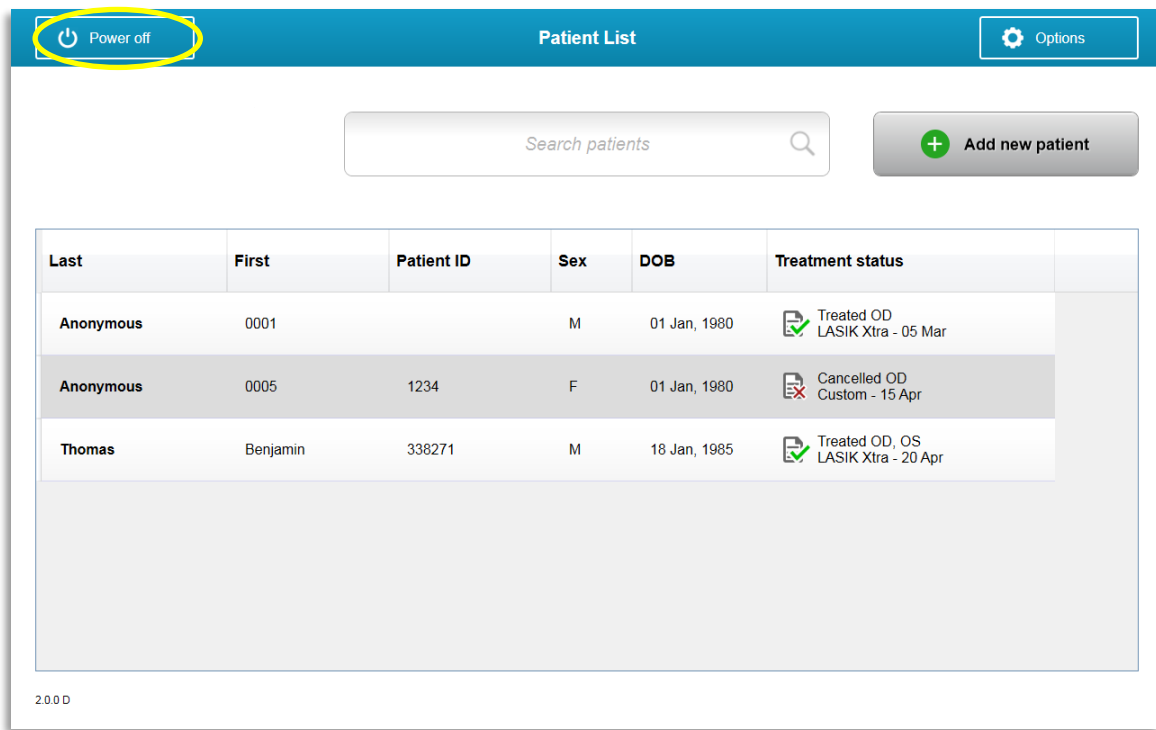 Power off
Patient List
Options
Search patients
Add new patient
Last First Patient ID Sex DOB Treatment status
Anonymous 0001 M 01 Jan, 1980 Treated OD
LASIK Xtra - 05 Mar
Anonymous 0005 1234 F 01 Jan, 1980 Cancelled OD
Custom - 15 Apr
Thomas Benjamin 338271 M 18 Jan, 1985 Treated OD, OS
LASIK Xtra - 20 Apr
2.0.0 D